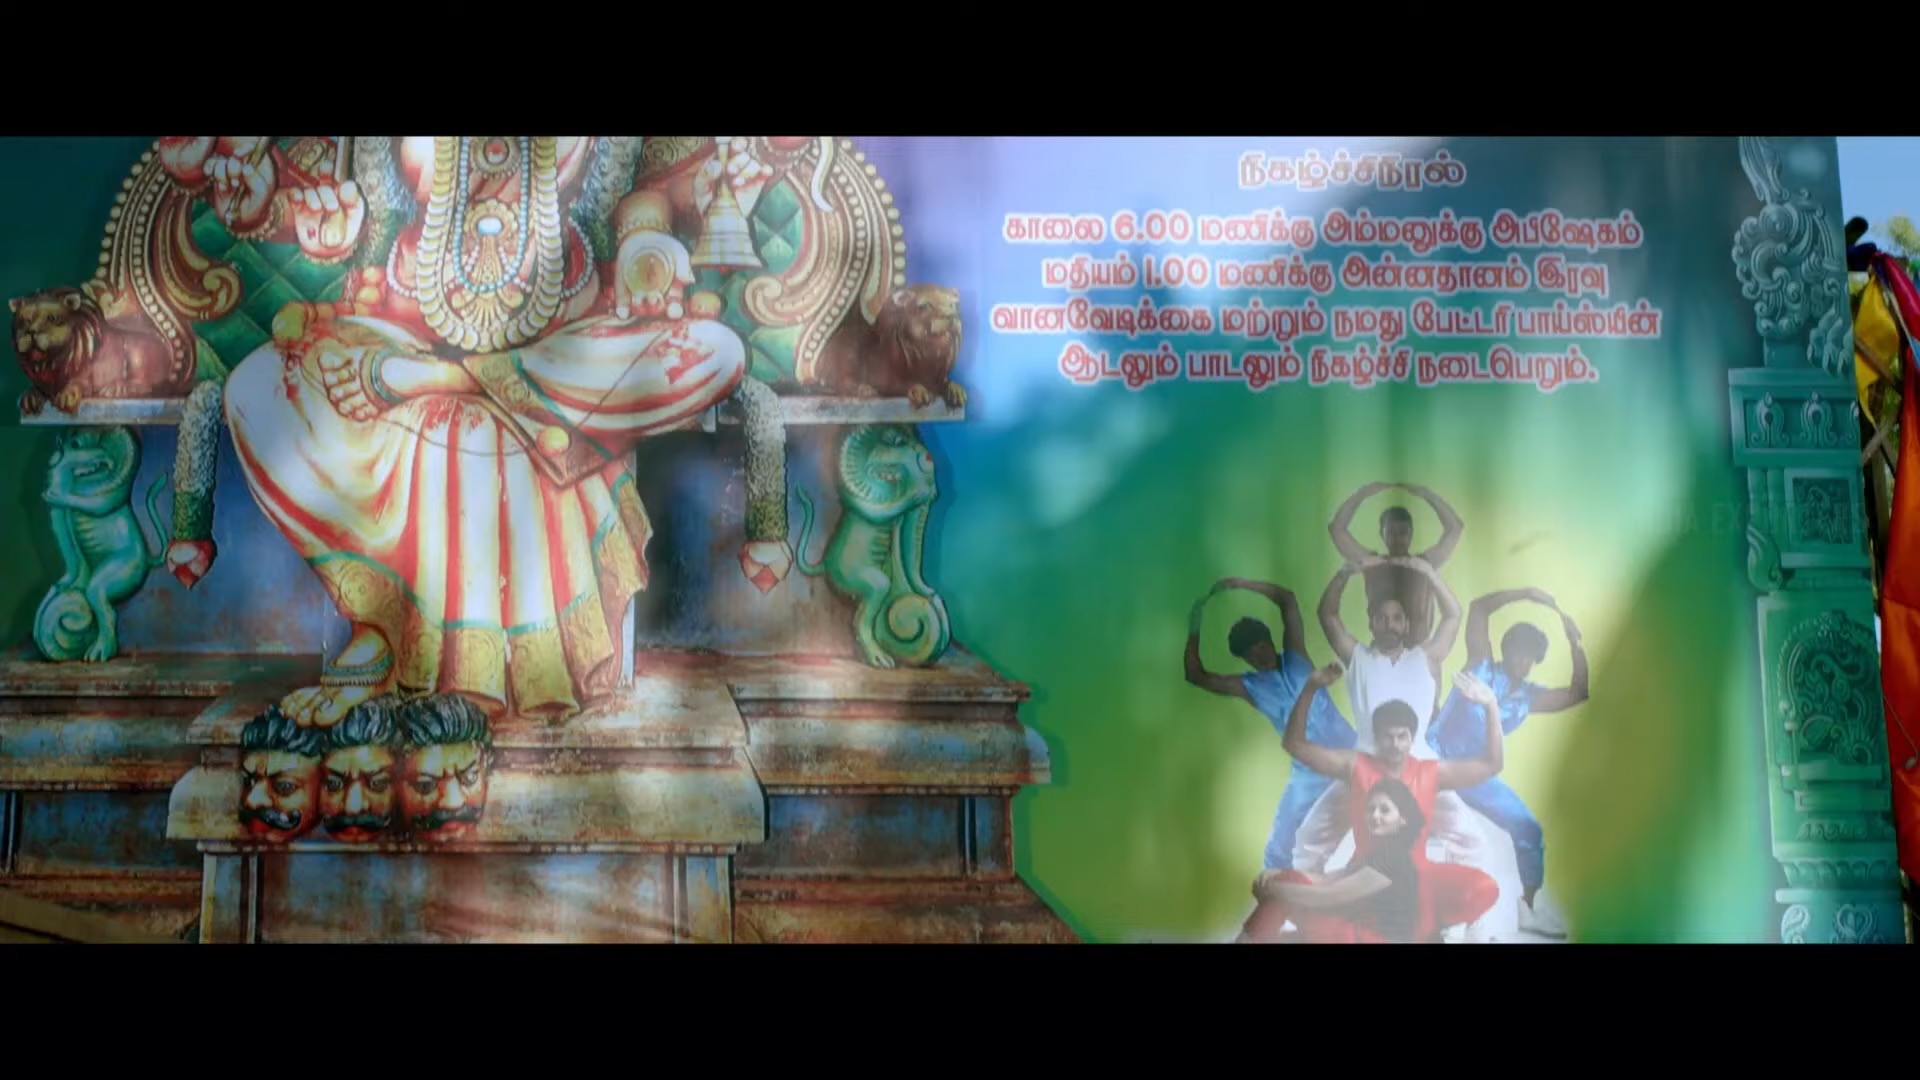 நிகழ்ச்சிநிரல்
காலை 6.00 மணிக்கு அம்மனுக்கு அபிஷேகம்
மதியம் 1.00 மணிக்கு அன்னதானம் இரவு
வானவேடிக்கை மற்றும் நமது பேட்டர் பாய்ஸ்யின்
ஆடலும் பாடலும் நிகழ்ச்சி நடைபெறும்.